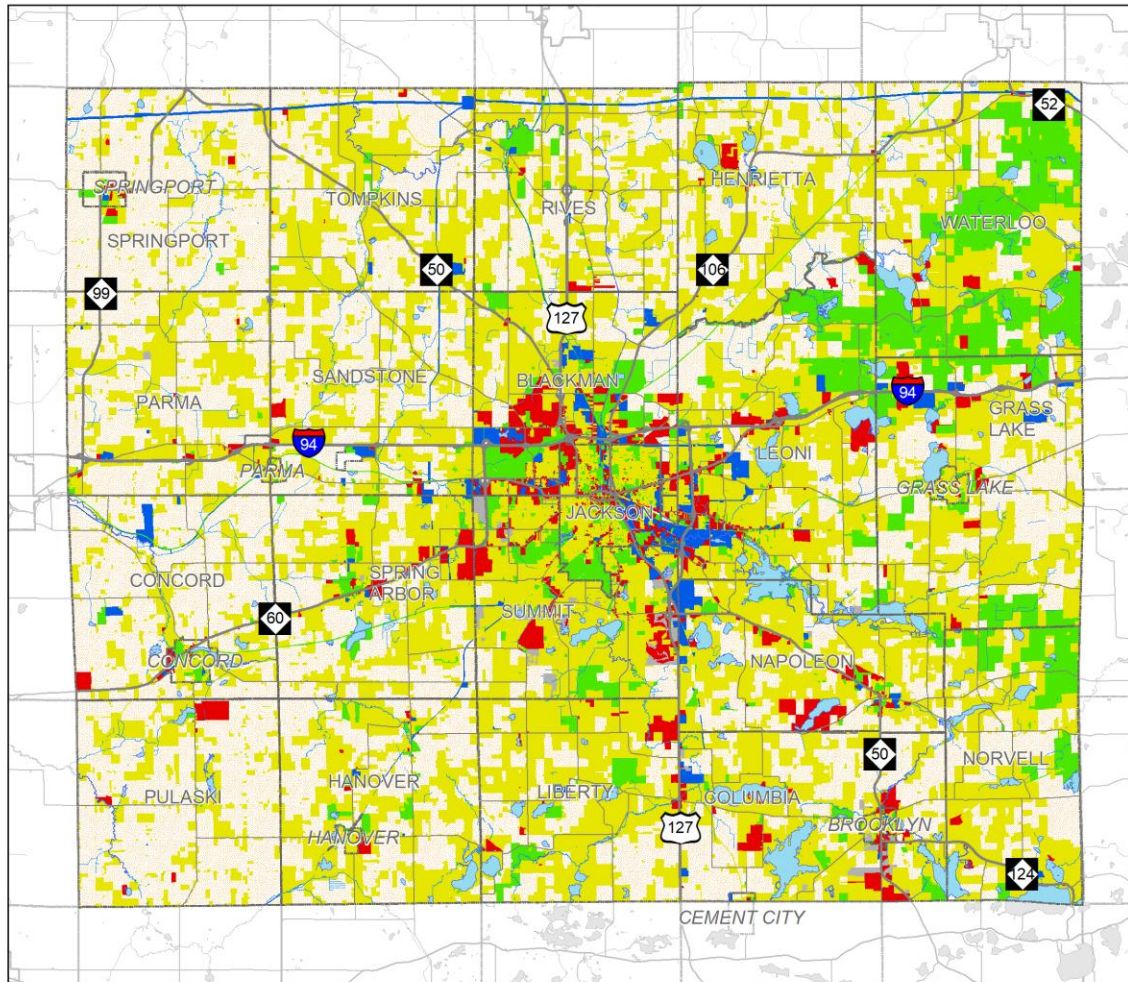 52
SPRINGPORT
TOMPKINS
RIVES
HENRIETTA
WATERLOO
SPRINGPORT
99
50
106
127
SANDSTONE
BLACKMAN
94
PARMA
GRASS
LAKE
94
PARMA
LEONI
GRASS LAKE
JACKSON
CONCORD
SPRING
ARBOR
60
SUMMIT
CONCORD
NAPOLEON
50
NORVELL
HANOVER
PULASKI
LIBERTY
COLUMBIA
HANOVER
127
BROOKLYN
124
CEMENT CITY